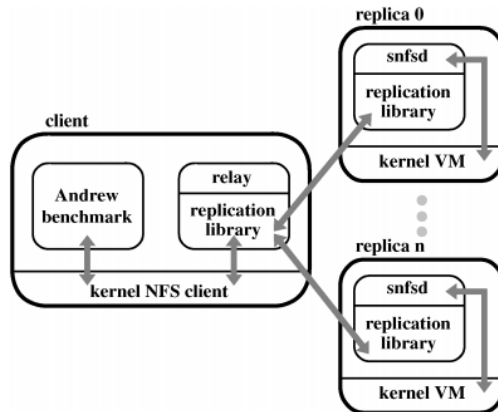 replica 0
snfsd
replication
library
kernel VM
client
Andrew
benchmark
relay
replication
library
kernel NFS client
replica n
snfsd
replication
library
kernel VM